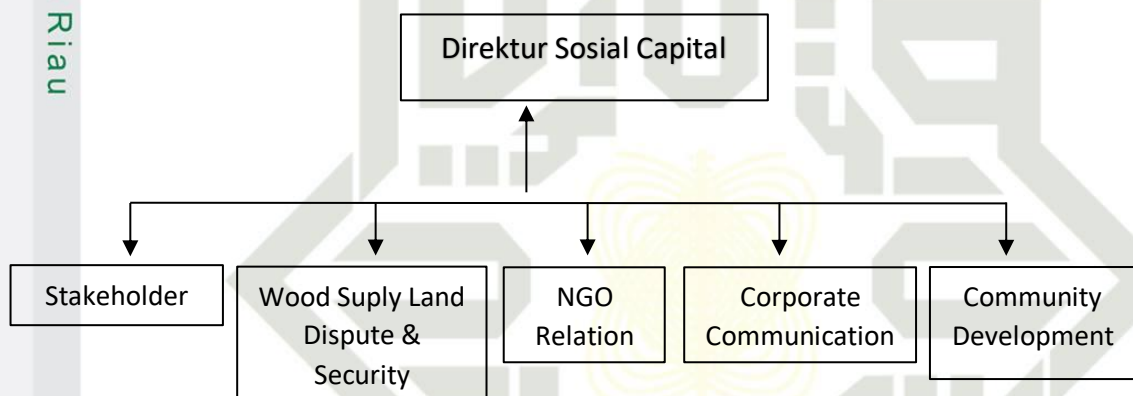 Riau
Direktur Sosial Capital
Stakeholder
Wood Suply Land
Dispute &
Security
NGO
Relation
Corporate
Communication
Community
Development